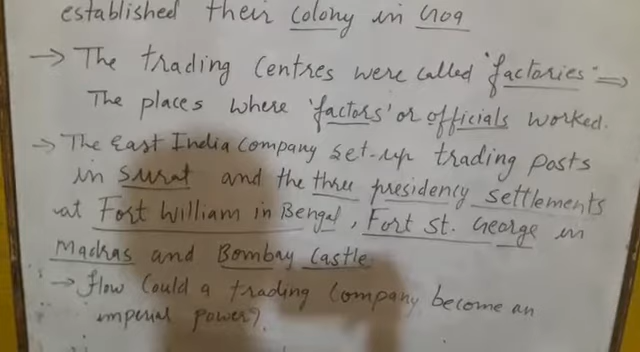 established their colony in Goa
→ The trading Centres were called 'factories' ⇒
The places where 'factors' or officials worked.
→ The East India Company set-up trading posts
in Surat and the three presidency settlements
at Fort William in Bengal, Fort St. George in
Madras and Bombay Castle.
→ How Could a trading Company become an
imperial power?